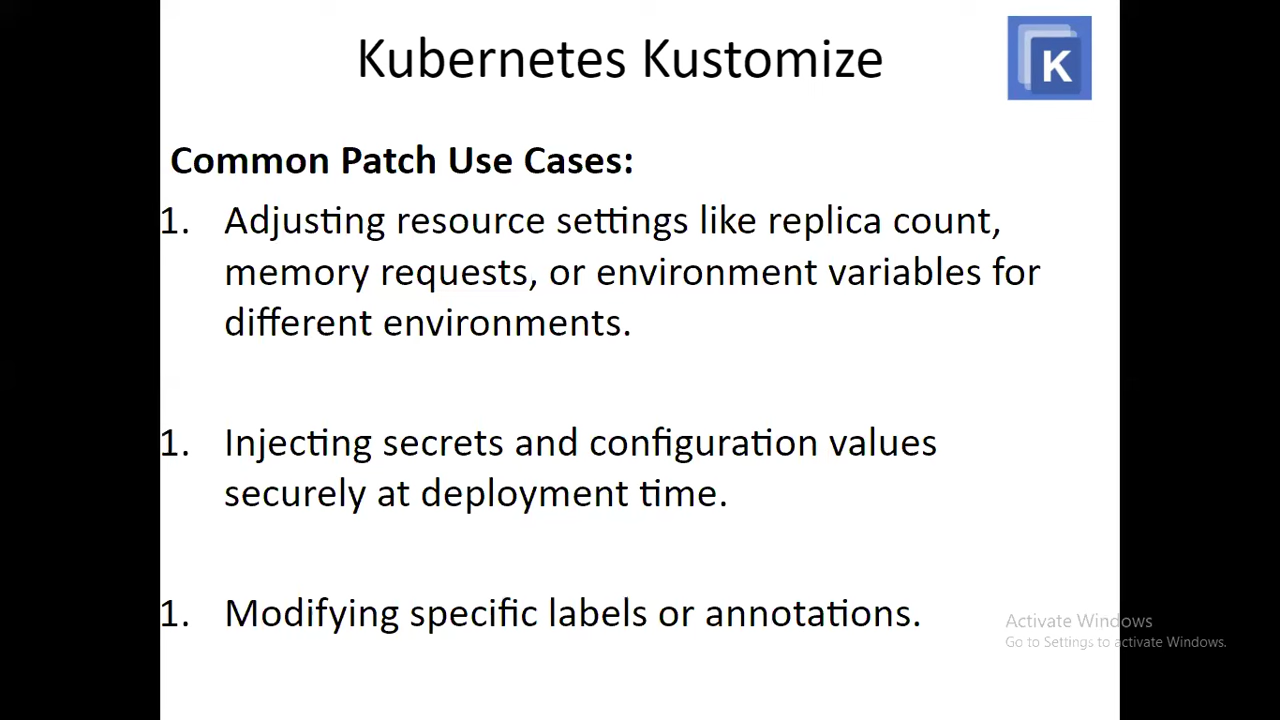 Kubernetes Kustomize
K
Common Patch Use Cases:
1. Adjusting resource settings like replica count,
memory requests, or environment variables for
different environments.
1. Injecting secrets and configuration values
securely at deployment time.
1. Modifying specific labels or annotations.
Activate Windows
Go to Settings to activate Windows.